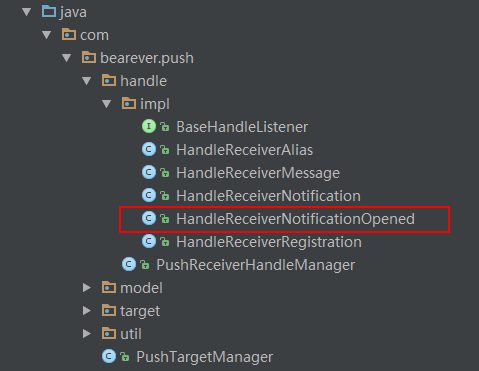 java
com
bearever.push
handle
impl
I BaseHandleListener
C HandleReceiverAlias
C HandleReceiverMessage
C HandleReceiverNotification
C HandleReceiverNotificationOpened
C HandleReceiverRegistration
C PushReceiverHandleManager
model
target
util
C PushTargetManager